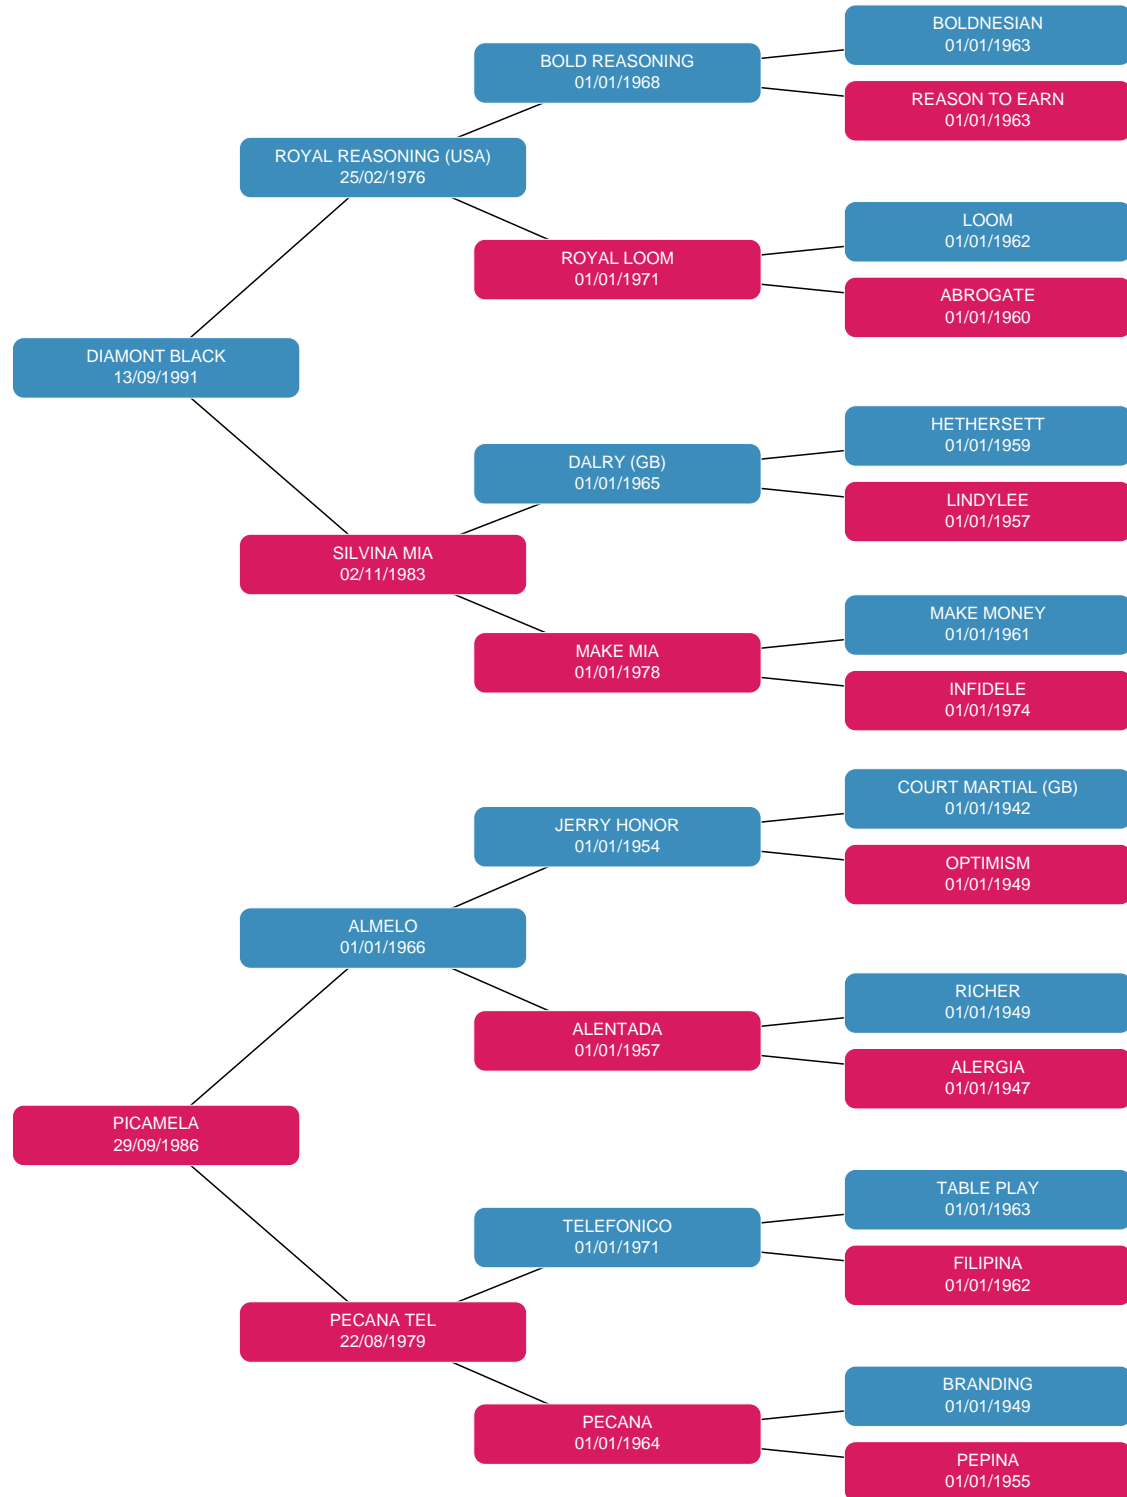 BOLDNESIAN
01/01/1963
BOLD REASONING
01/01/1968
REASON TO EARN
01/01/1963
ROYAL REASONING (USA)
25/02/1976
LOOM
01/01/1962
ROYAL LOOM
01/01/1971
ABROGATE
01/01/1960
DIAMONT BLACK
13/09/1991
HETHERSETT
01/01/1959
DALRY (GB)
01/01/1965
LINDYLEE
01/01/1957
SILVINA MIA
02/11/1983
MAKE MONEY
01/01/1961
MAKE MIA
01/01/1978
INFIDELE
01/01/1974
COURT MARTIAL (GB)
01/01/1942
JERRY HONOR
01/01/1954
OPTIMISM
01/01/1949
ALMELO
01/01/1966
RICHER
01/01/1949
ALENTADA
01/01/1957
ALERGIA
01/01/1947
PICAMELA
29/09/1986
TABLE PLAY
01/01/1963
TELEFONICO
01/01/1971
FILIPINA
01/01/1962
PECANA TEL
22/08/1979
BRANDING
01/01/1949
PECANA
01/01/1964
PEPINA
01/01/1955